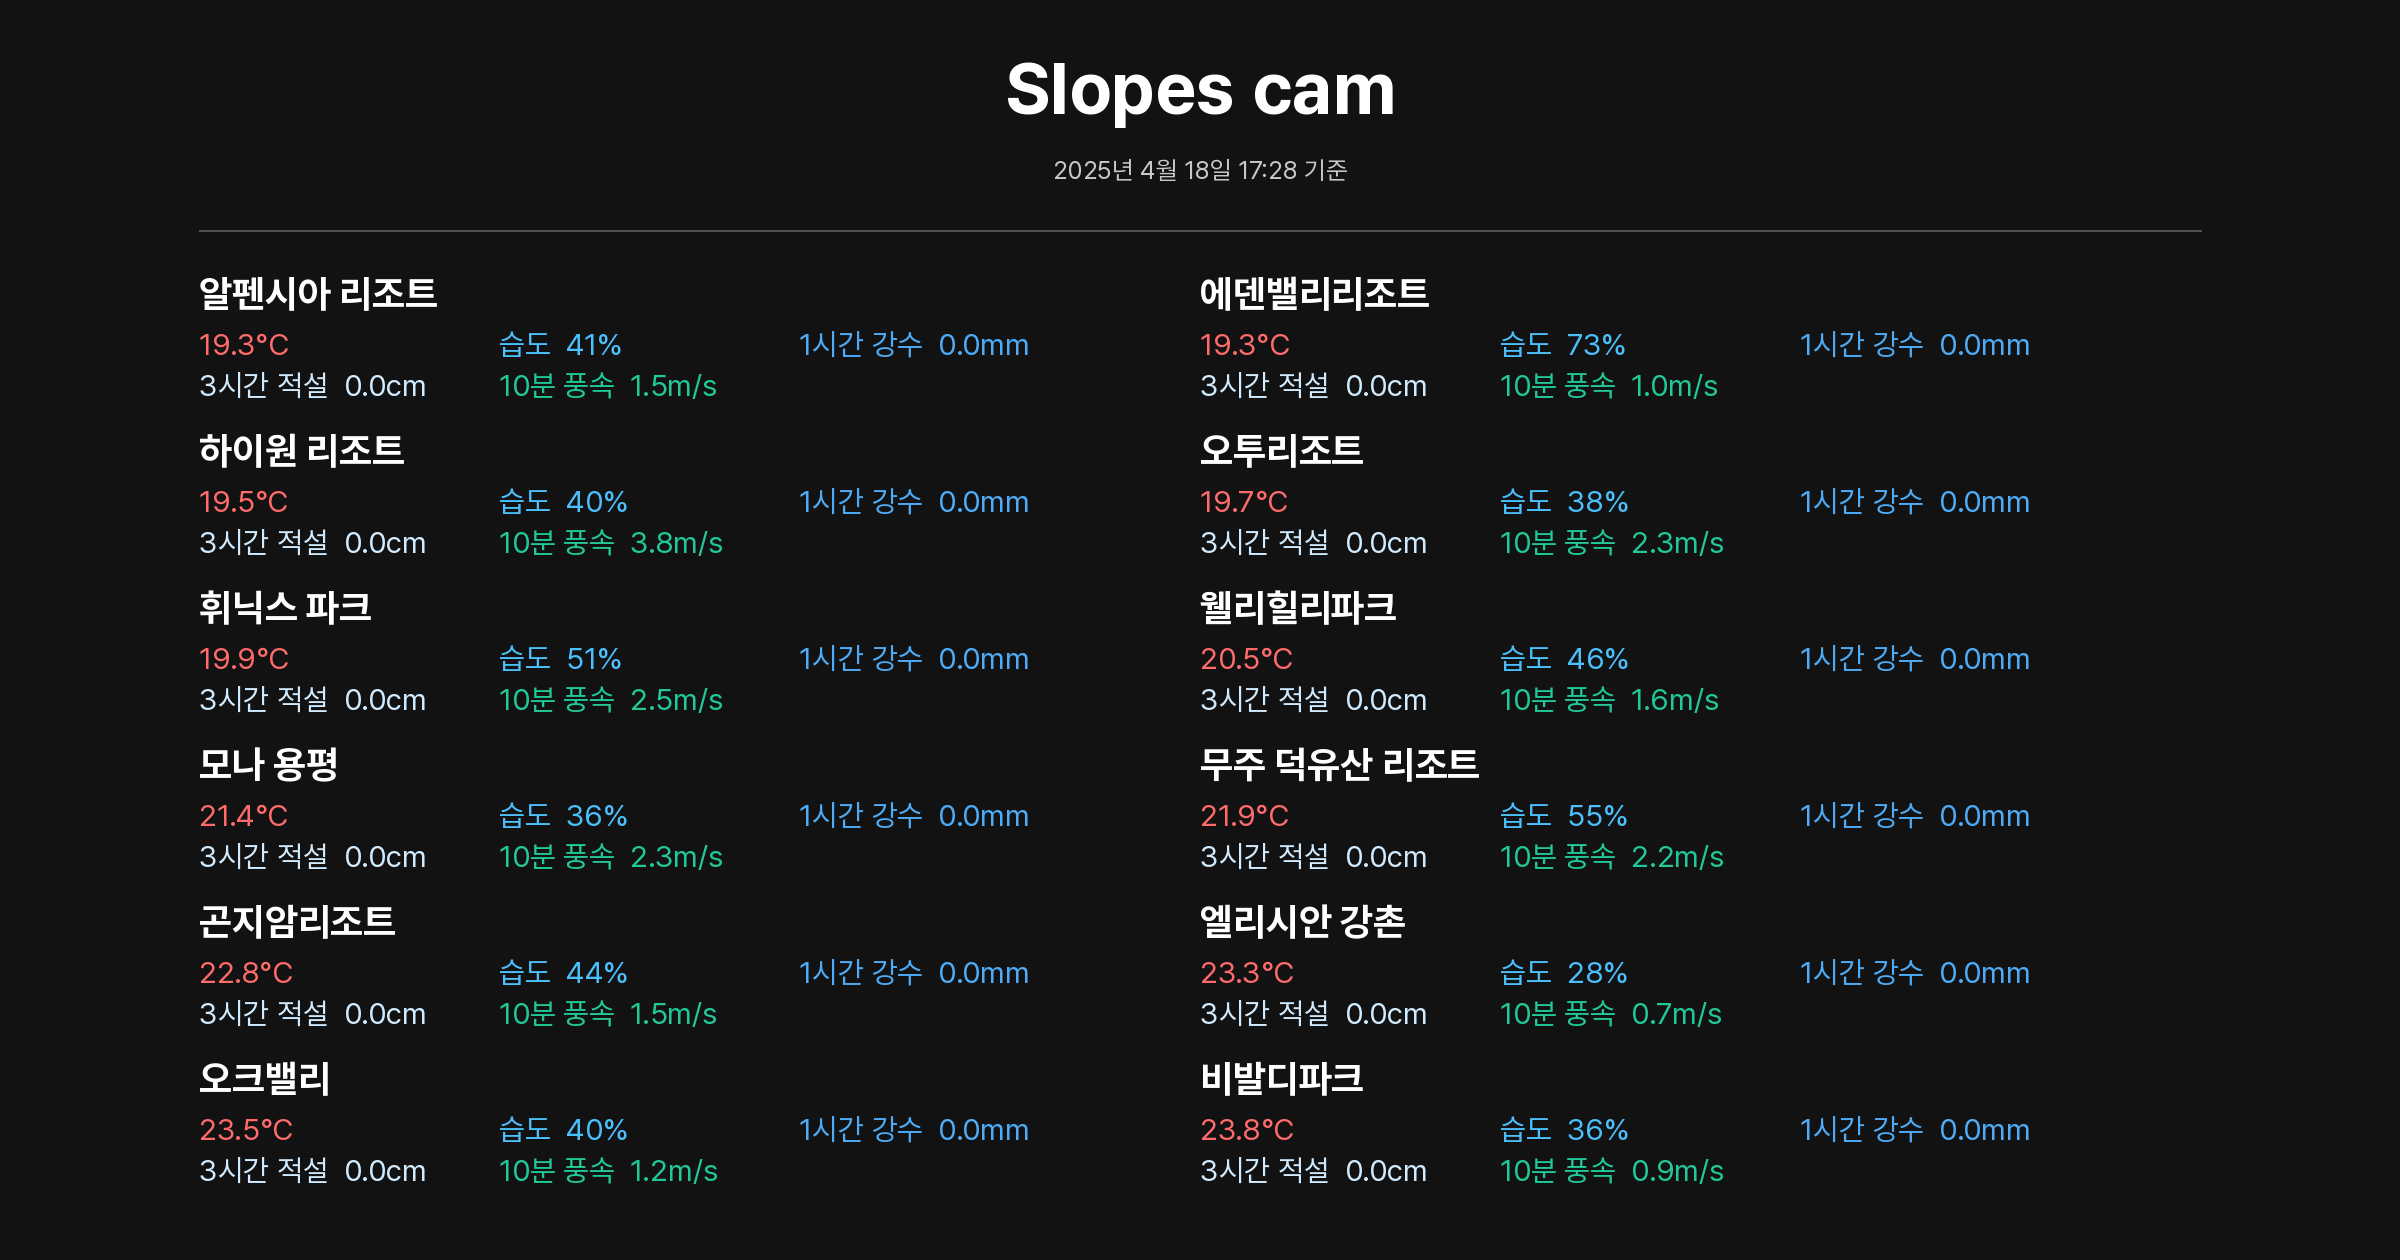 Slopes cam
2025년 4월 18일 17:28 기준
알펜시아 리조트
19.3°C 습도 41% 1시간 강수 0.0mm
3시간 적설 0.0cm 10분 풍속 1.5m/s
에덴밸리리조트
19.3°C 습도 73% 1시간 강수 0.0mm
3시간 적설 0.0cm 10분 풍속 1.0m/s
하이원 리조트
19.5°C 습도 40% 1시간 강수 0.0mm
3시간 적설 0.0cm 10분 풍속 3.8m/s
오투리조트
19.7°C 습도 38% 1시간 강수 0.0mm
3시간 적설 0.0cm 10분 풍속 2.3m/s
휘닉스 파크
19.9°C 습도 51% 1시간 강수 0.0mm
3시간 적설 0.0cm 10분 풍속 2.5m/s
웰리힐리파크
20.5°C 습도 46% 1시간 강수 0.0mm
3시간 적설 0.0cm 10분 풍속 1.6m/s
모나 용평
21.4°C 습도 36% 1시간 강수 0.0mm
3시간 적설 0.0cm 10분 풍속 2.3m/s
무주 덕유산 리조트
21.9°C 습도 55% 1시간 강수 0.0mm
3시간 적설 0.0cm 10분 풍속 2.2m/s
곤지암리조트
22.8°C 습도 44% 1시간 강수 0.0mm
3시간 적설 0.0cm 10분 풍속 1.5m/s
엘리시안 강촌
23.3°C 습도 28% 1시간 강수 0.0mm
3시간 적설 0.0cm 10분 풍속 0.7m/s
오크밸리
23.5°C 습도 40% 1시간 강수 0.0mm
3시간 적설 0.0cm 10분 풍속 1.2m/s
비발디파크
23.8°C 습도 36% 1시간 강수 0.0mm
3시간 적설 0.0cm 10분 풍속 0.9m/s